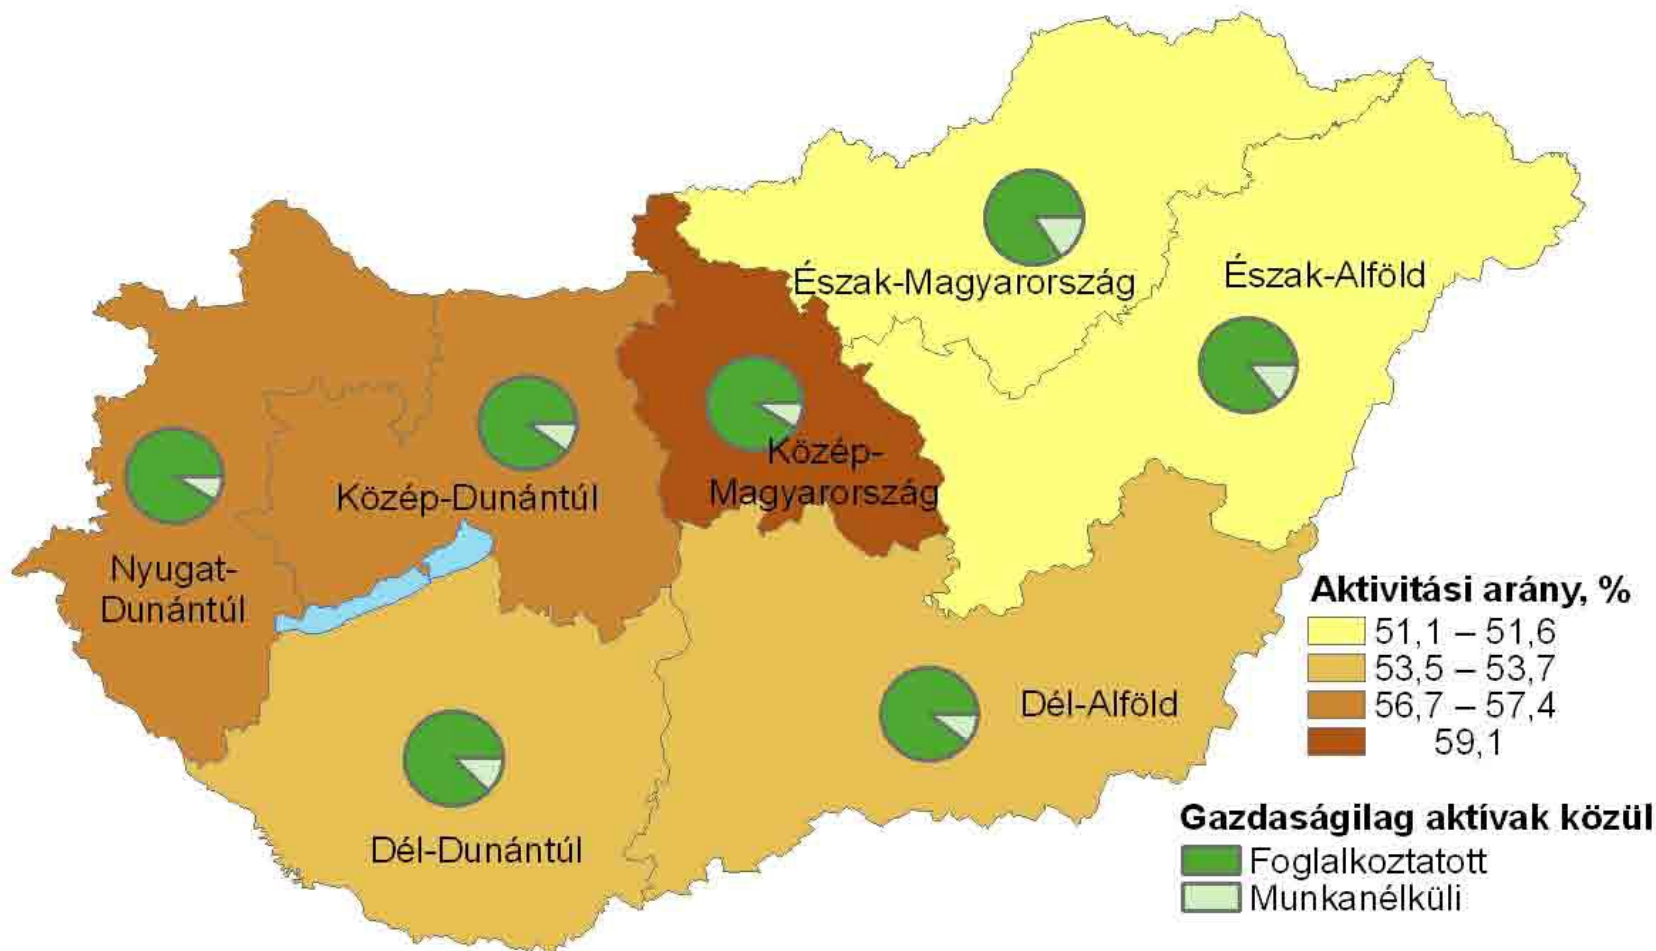 Észak-Magyarország
Észak-Alföld
Közép-
Magyarország
Közép-Dunántúl
Nyugat-
Dunántúl
Dél-Alföld
Dél-Dunántúl
Aktivitási arány, %
51,1 – 51,6
53,5 – 53,7
56,7 – 57,4
59,1
Gazdaságilag aktívak közül
Foglalkoztatott
Munkanélküli